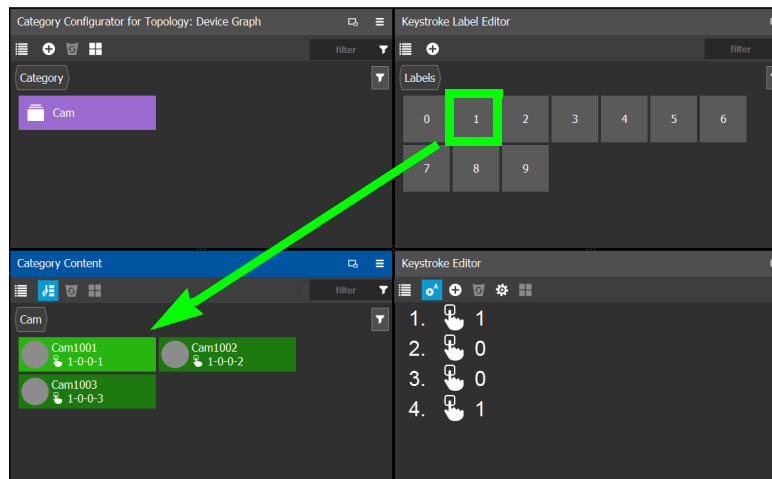 Category Configurator for Topology: Device Graph
filter
Category
Cam
Keystroke Label Editor
filter
Labels
0 1 2 3 4 5 6
7 8 9
Category Content
filter
Cam
Cam1001
1-0-0-1
Cam1002
1-0-0-2
Cam1003
1-0-0-3
Keystroke Editor
1. 1
2. 0
3. 0
4. 1